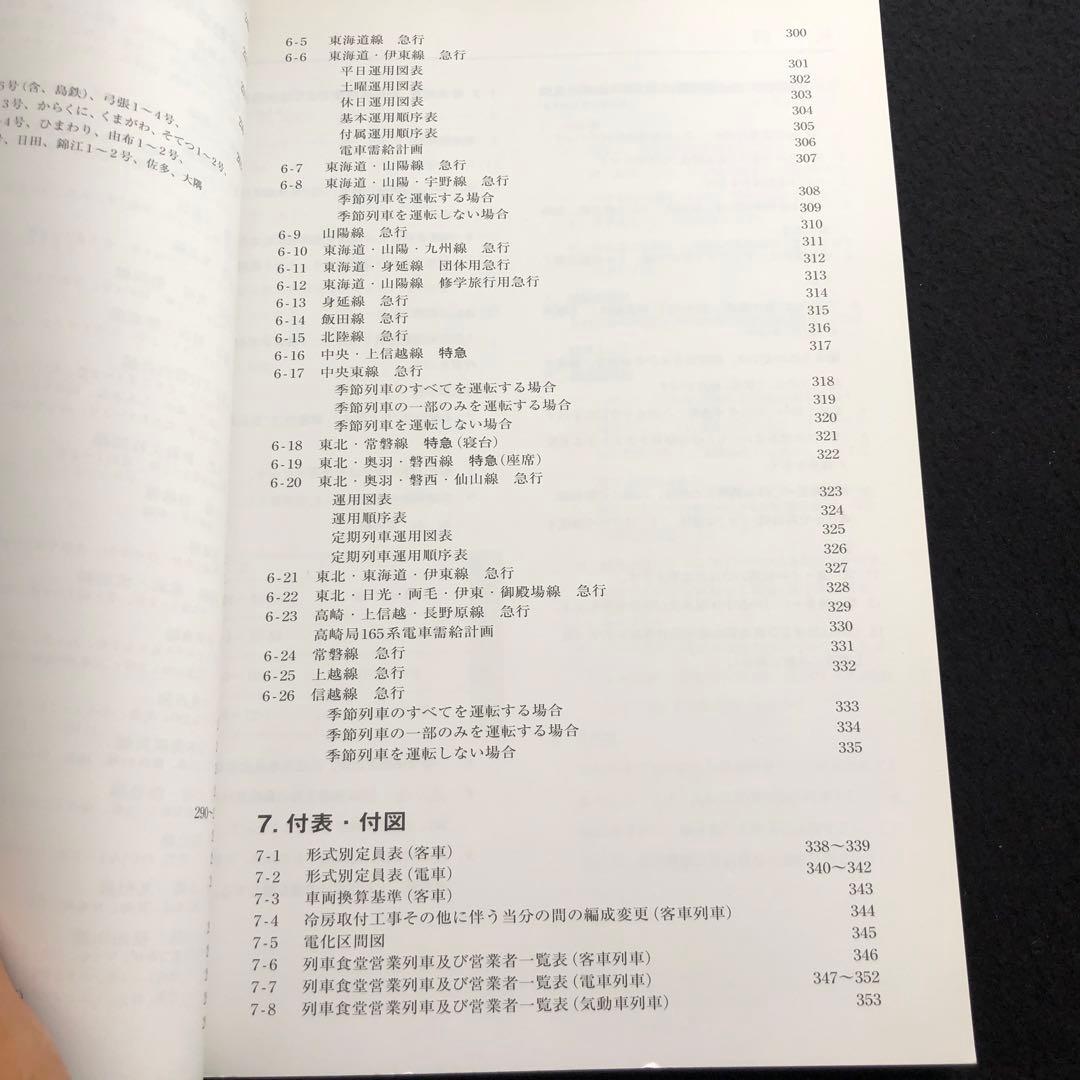 6号(含、島鉄)、弓張1～4号、
3号、からくに、くまがわ、そてつ1～2号、
4号、ひまわり、由布1～2号、
日田、錦江1～2号、佐多、大隅
290～
6-5 東海道線 急行 300
6-6 東海道・伊東線 急行
平日運用図表 301
土曜運用図表 302
休日運用図表 303
基本運用順序表 304
付属運用順序表 305
電車需給計画 306
6-7 東海道・山陽線 急行 307
6-8 東海道・山陽・宇野線 急行
季節列車を運転する場合 308
季節列車を運転しない場合 309
6-9 山陽線 急行 310
6-10 東海道・山陽・九州線 急行 311
6-11 東海道・身延線 団体用急行 312
6-12 東海道・山陽線 修学旅行用急行 313
6-13 身延線 急行 314
6-14 飯田線 急行 315
6-15 北陸線 急行 316
6-16 中央・上信越線 特急 317
6-17 中央東線 急行
季節列車のすべてを運転する場合 318
季節列車の一部のみを運転する場合 319
季節列車を運転しない場合 320
6-18 東北・常磐線 特急(寝台) 321
6-19 東北・奥羽・磐西線 特急(座席) 322
6-20 東北・奥羽・磐西・仙山線 急行
運用図表 323
運用順序表 324
定期列車運用図表 325
定期列車運用順序表 326
6-21 東北・東海道・伊東線 急行 327
6-22 東北・日光・両毛・伊東・御殿場線 急行 328
6-23 高崎・上信越・長野原線 急行 329
高崎局165系電車需給計画 330
6-24 常磐線 急行 331
6-25 上越線 急行 332
6-26 信越線 急行
季節列車のすべてを運転する場合 333
季節列車の一部のみを運転する場合 334
季節列車を運転しない場合 335
7. 付表・付図
7-1 形式別定員表(客車) 338～339
7-2 形式別定員表(電車) 340～342
7-3 車両換算基準(客車) 343
7-4 冷房取付工事その他に伴う当分の間の編成変更(客車列車) 344
7-5 電化区間図 345
7-6 列車食堂営業列車及び営業者一覧表(客車列車) 346
7-7 列車食堂営業列車及び営業者一覧表(電車列車) 347～352
7-8 列車食堂営業列車及び営業者一覧表(気動車列車) 353